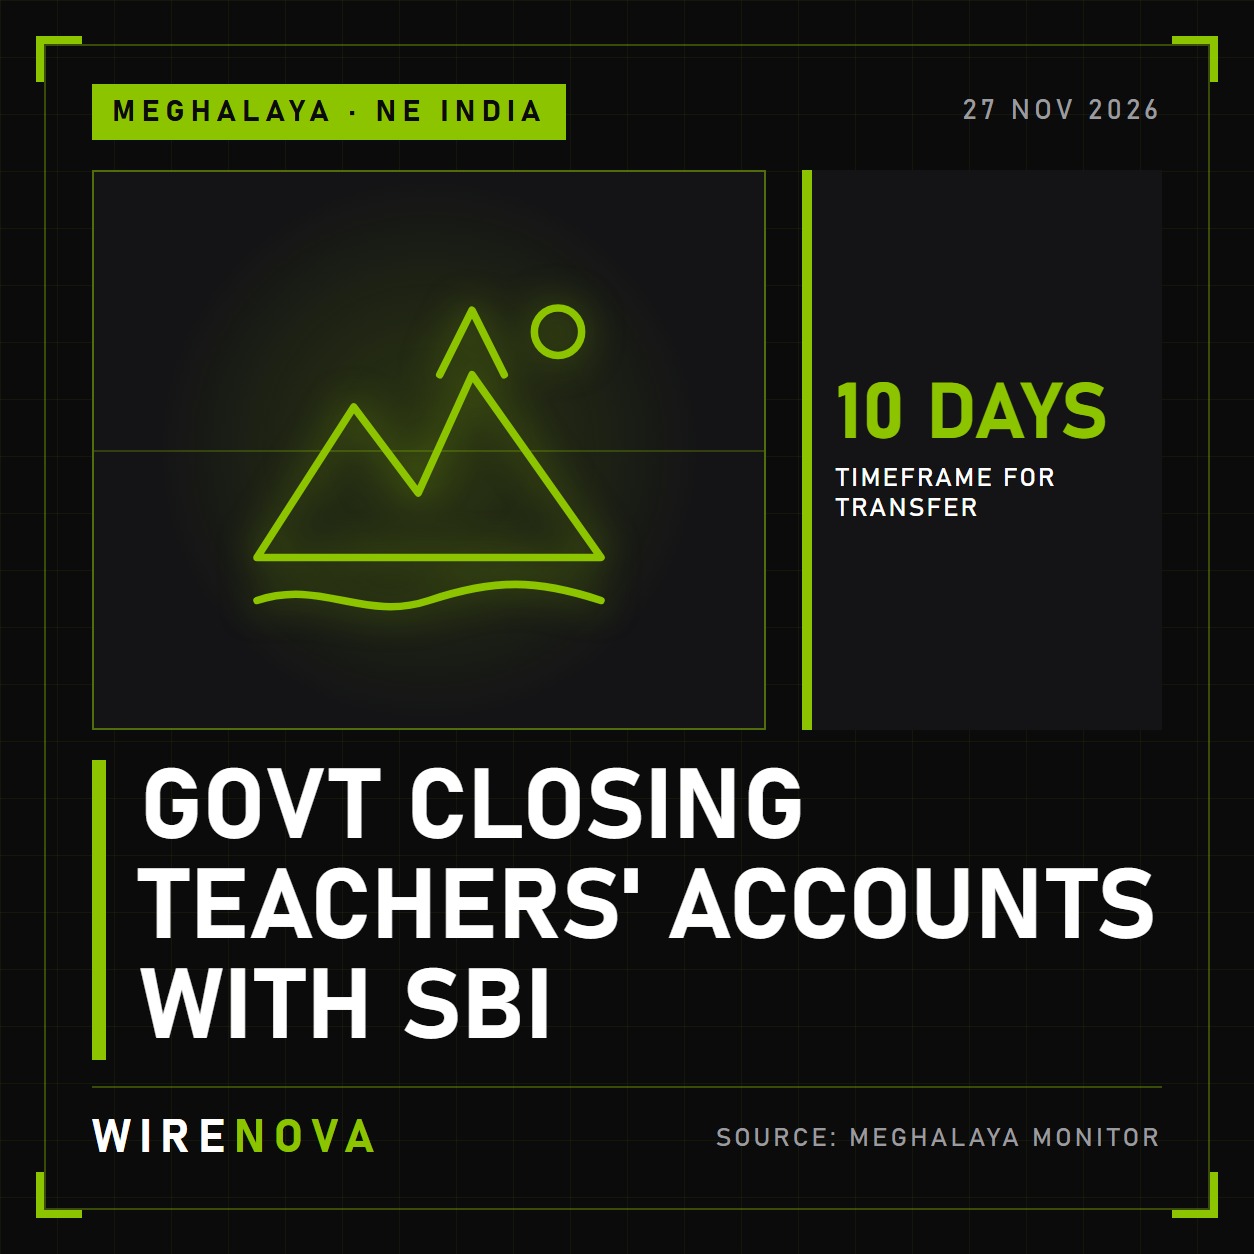 MEGHALAYA · NE INDIA
27 NOV 2026
10 DAYS
TIMEFRAME FOR
TRANSFER
GOVT CLOSING
TEACHERS' ACCOUNTS
WITH SBI
WIRENOVA
SOURCE: MEGHALAYA MONITOR